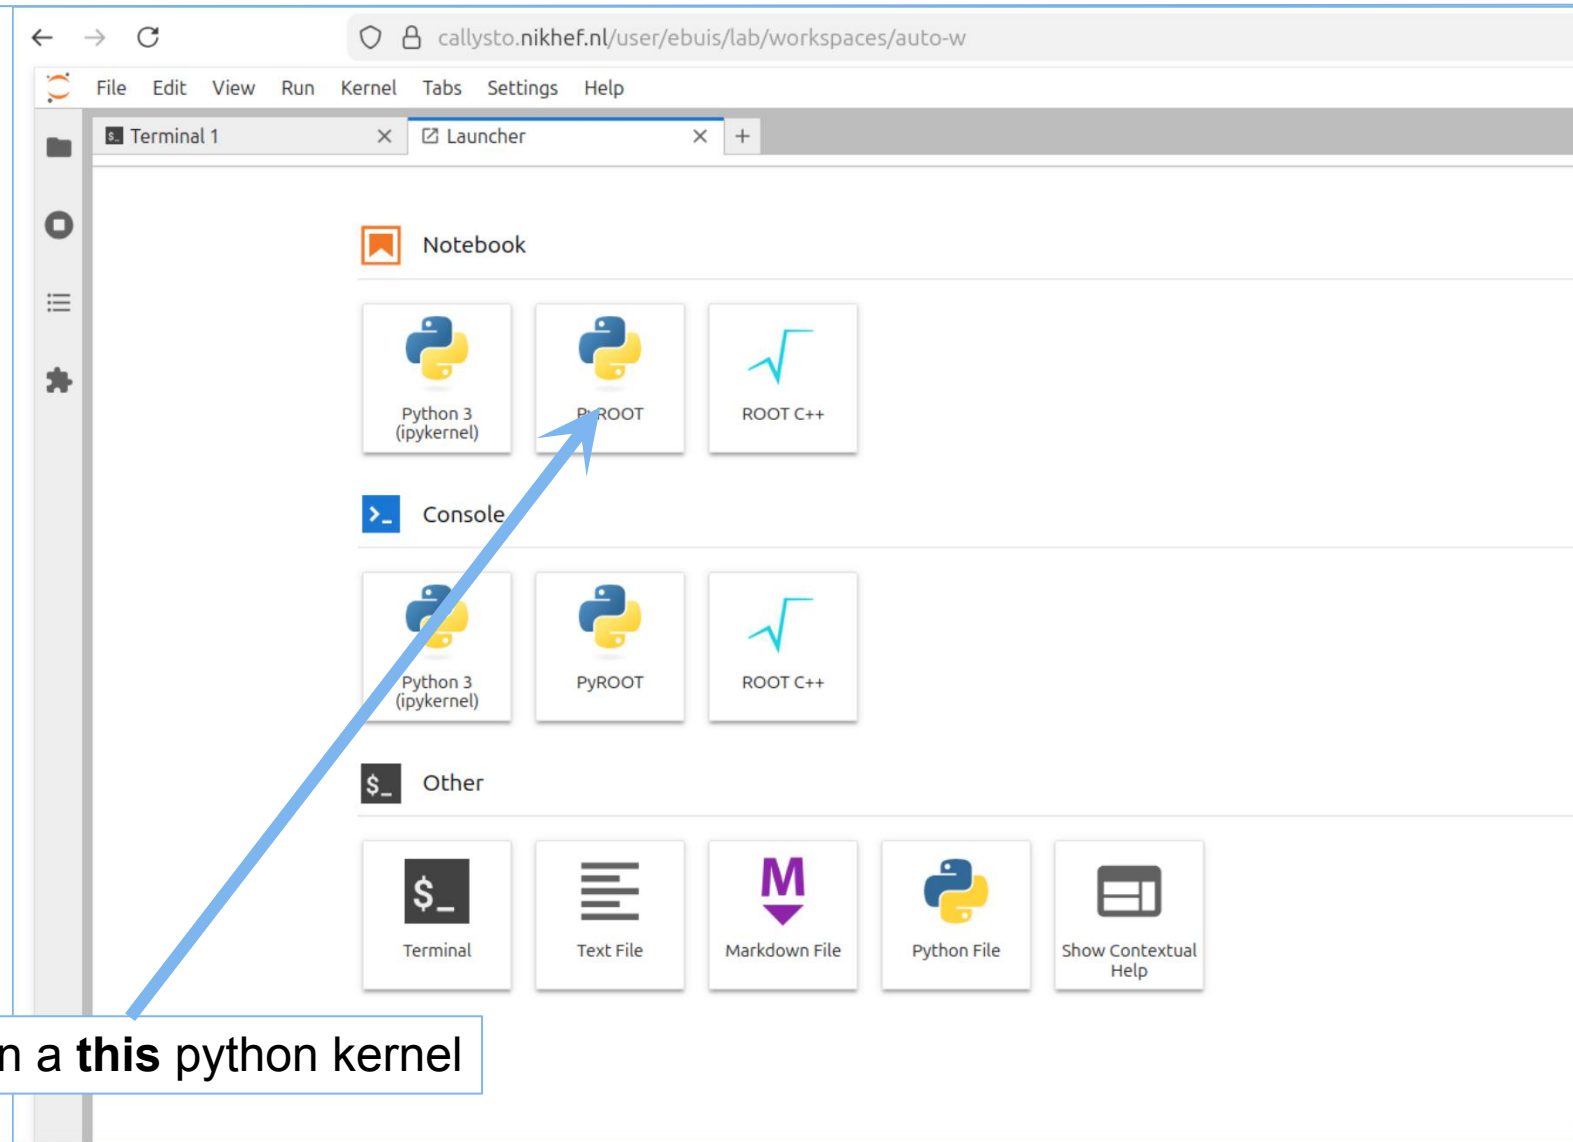 callysto.nikhef.nl/user/ebuis/lab/workspaces/auto-w
File Edit View Run Kernel Tabs Settings Help
$_ Terminal 1 Launcher
Notebook
Python 3 PyROOT ROOT C++
(ipykernel)
>_ Console
Python 3 PyROOT ROOT C++
(ipykernel)
$_ Other
$_ M
Terminal Text File Markdown File Python File Show Contextual
Help
n a this python kernel